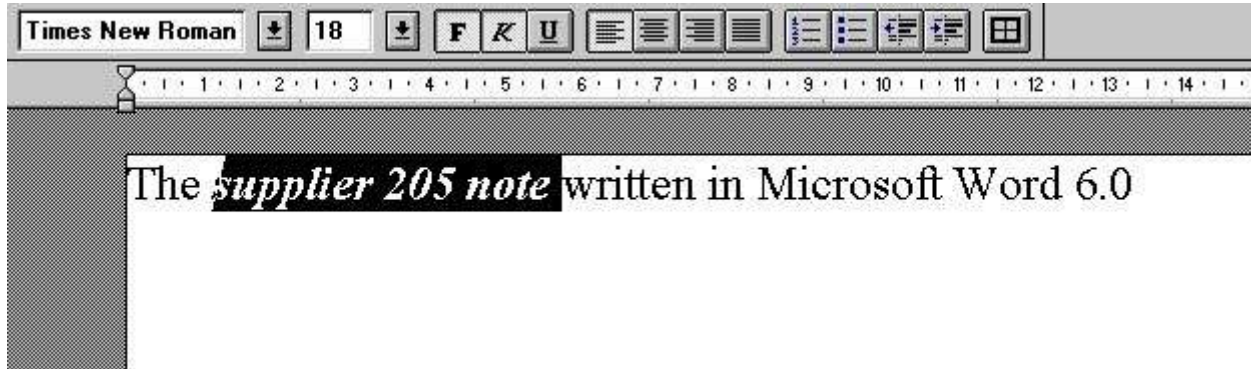 Times New Roman 18 F K U
1 2 3 4 5 6 7 8 9 10 11 12 13 14
The supplier 205 note written in Microsoft Word 6.0